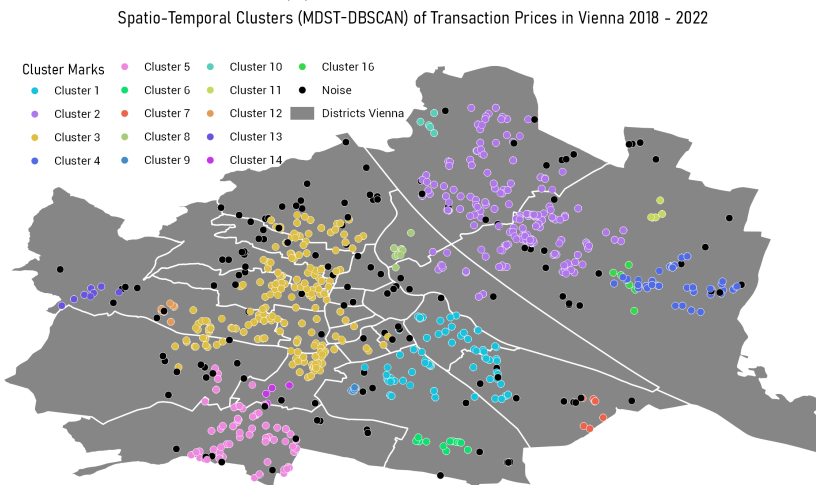 Spatio-Temporal Clusters (MDST-DBSCAN) of Transaction Prices in Vienna 2018 - 2022
Cluster Marks
Cluster 1
Cluster 2
Cluster 3
Cluster 4
Cluster 5
Cluster 6
Cluster 7
Cluster 8
Cluster 9
Cluster 10
Cluster 11
Cluster 12
Cluster 13
Cluster 14
Cluster 16
Noise
Districts Vienna